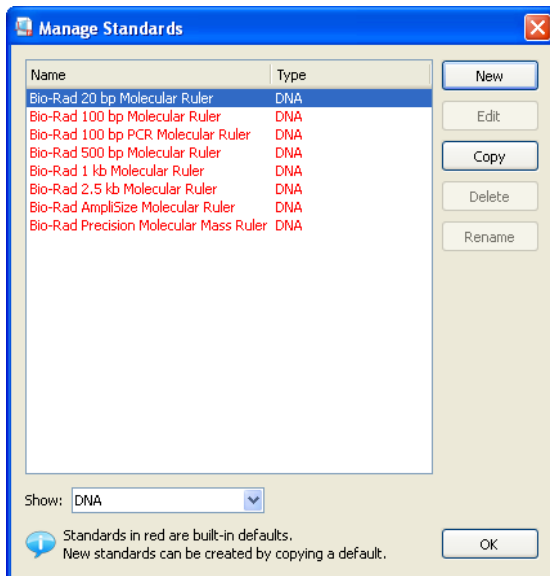 Manage Standards
Name Type
New
Bio-Rad 20 bp Molecular Ruler DNA
Bio-Rad 100 bp Molecular Ruler DNA
Edit
Bio-Rad 100 bp PCR Molecular Ruler DNA
Bio-Rad 500 bp Molecular Ruler DNA
Copy
Bio-Rad 1 kb Molecular Ruler DNA
Bio-Rad 2.5 kb Molecular Ruler DNA
Delete
Bio-Rad AmpliSize Molecular Ruler DNA
Bio-Rad Precision Molecular Mass Ruler DNA
Rename
Show: DNA
Standards in red are built-in defaults.
New standards can be created by copying a default.
OK